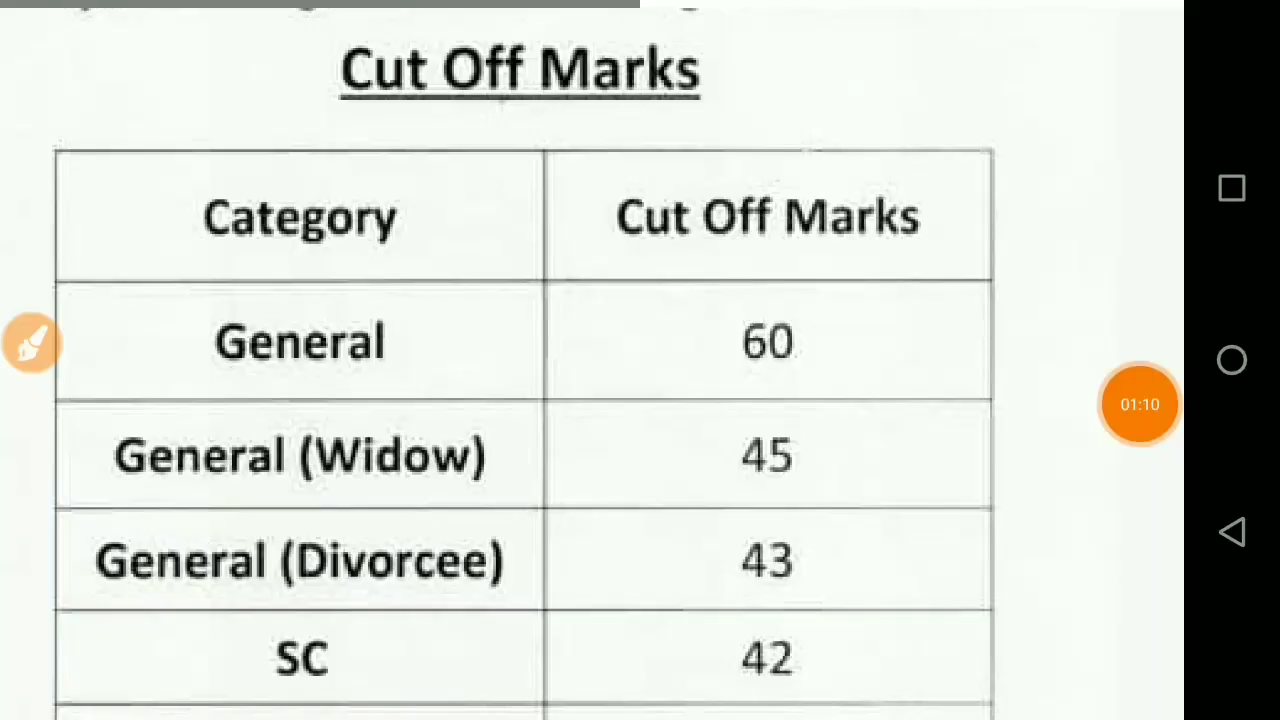 Cut Off Marks
Category Cut Off Marks
General 60
General (Widow) 45
General (Divorcee) 43
SC 42
01:10